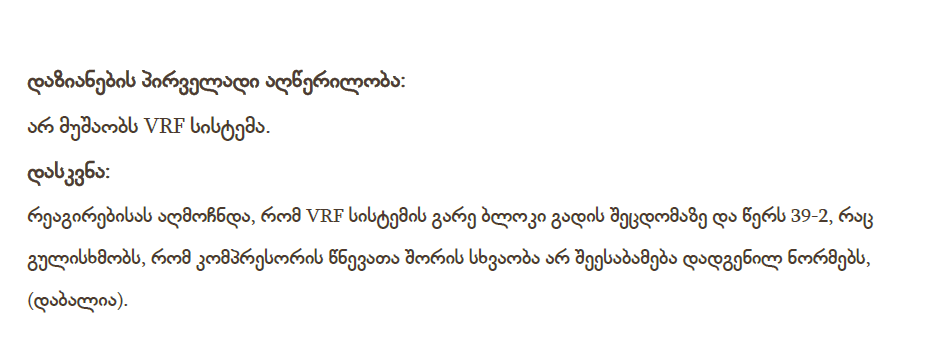 დაზიანების პირველადი აღწერილობა:
არ მუშაობს VRF სისტემა.
დასკვნა:
რეაგირებისას აღმოჩნდა, რომ VRF სისტემის გარე ბლოკი გადის შეცდომაზე და წერს 39-2, რაც
გულისხმობს, რომ კომპრესორის წნევათა შორის სხვაობა არ შეესაბამება დადგენილ ნორმებს,
(დაბალია).